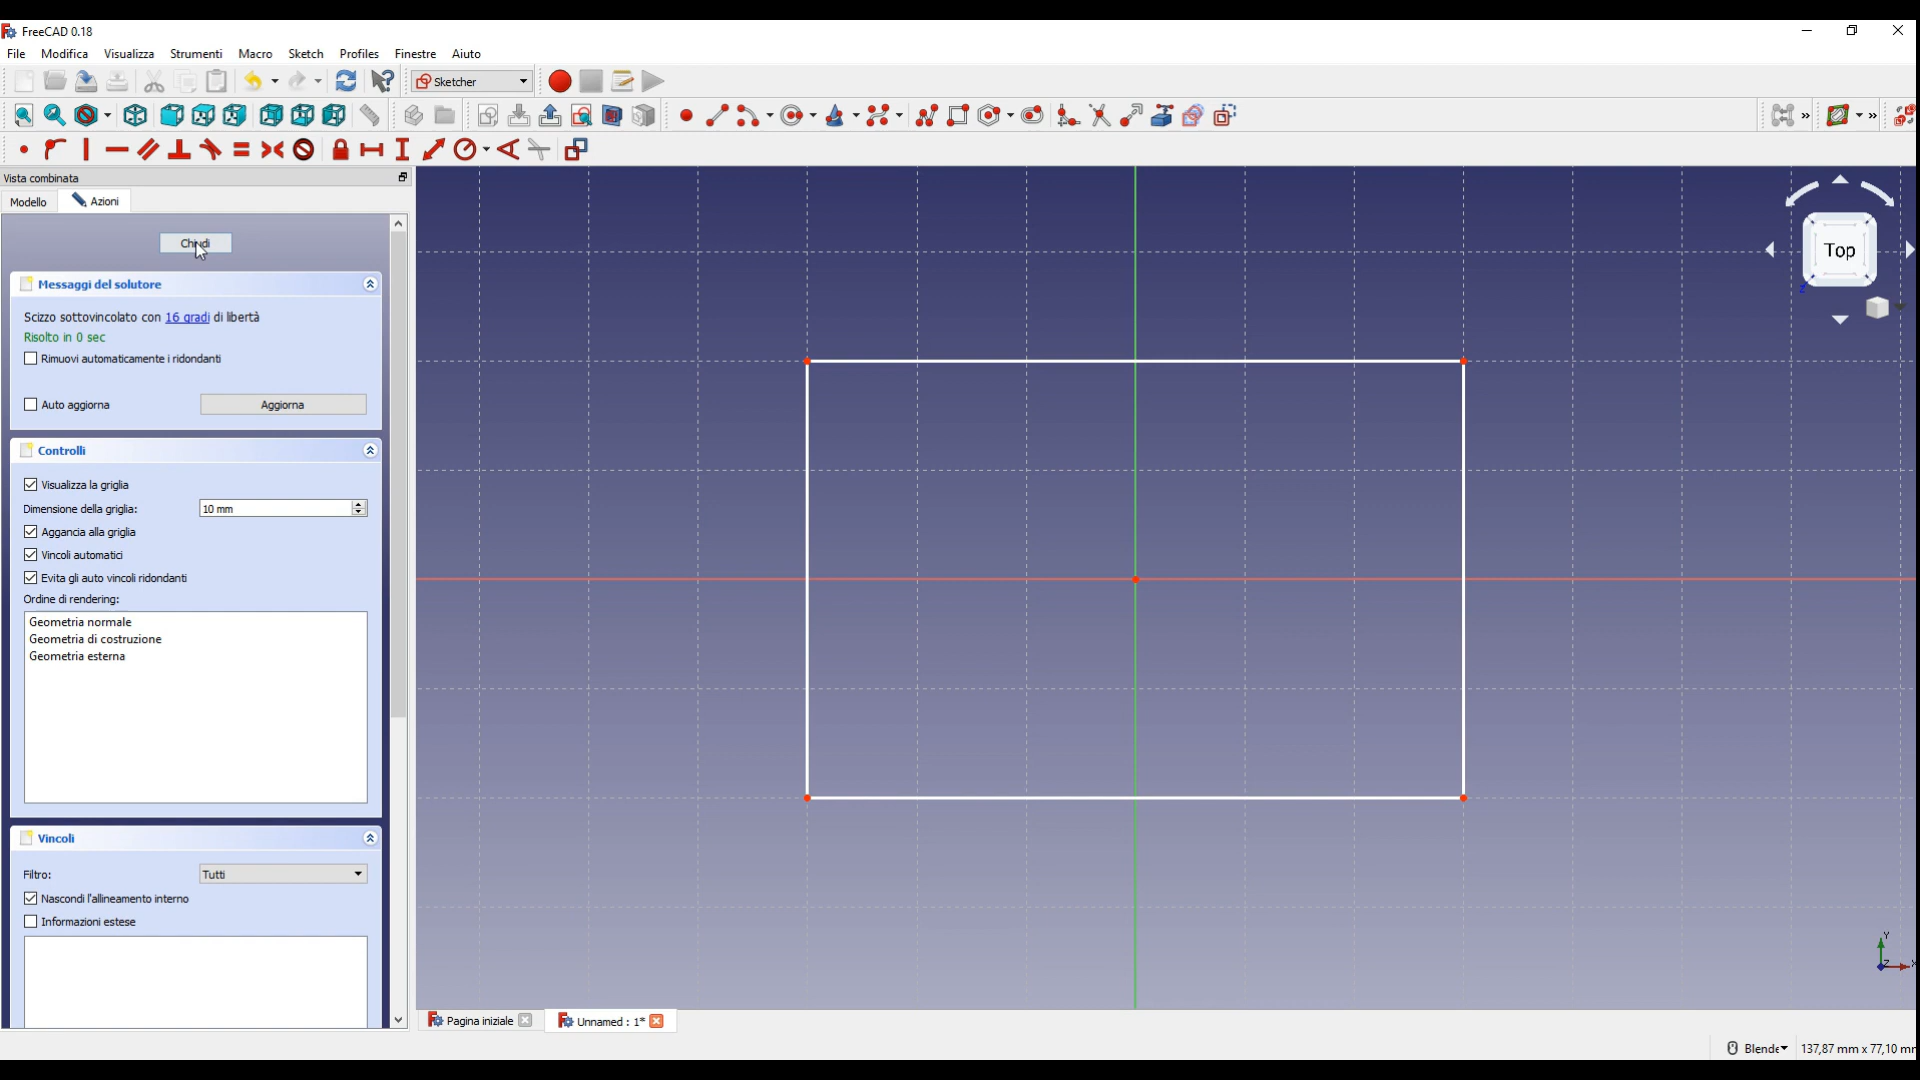 FreeCAD 0.18
File Modifica Visualizza Strumenti Macro Sketch Profiles Finestre Aiuto
Sketcher
Vista combinata
Modello Azioni
Chiudi
Messaggi del solutore
Scizzo sottovincolato con 16 gradi di libertà
Risolto in 0 sec
Rimuovi automaticamente i ridondanti
Auto aggiorna Aggiorna
Controlli
Visualizza la griglia
Dimensione della griglia: 10 mm
Aggancia alla griglia
Vincoli automatici
Evita gli auto vincoli ridondanti
Ordine di rendering:
Geometria normale
Geometria di costruzione
Geometria esterna
Vincoli
Filtro: Tutti
Nascondi l'allineamento interno
Informazioni estese
Top
Z
Y
Z X
Pagina iniziale Unnamed : 1*
Blende 137,87 mm x 77,10 mm